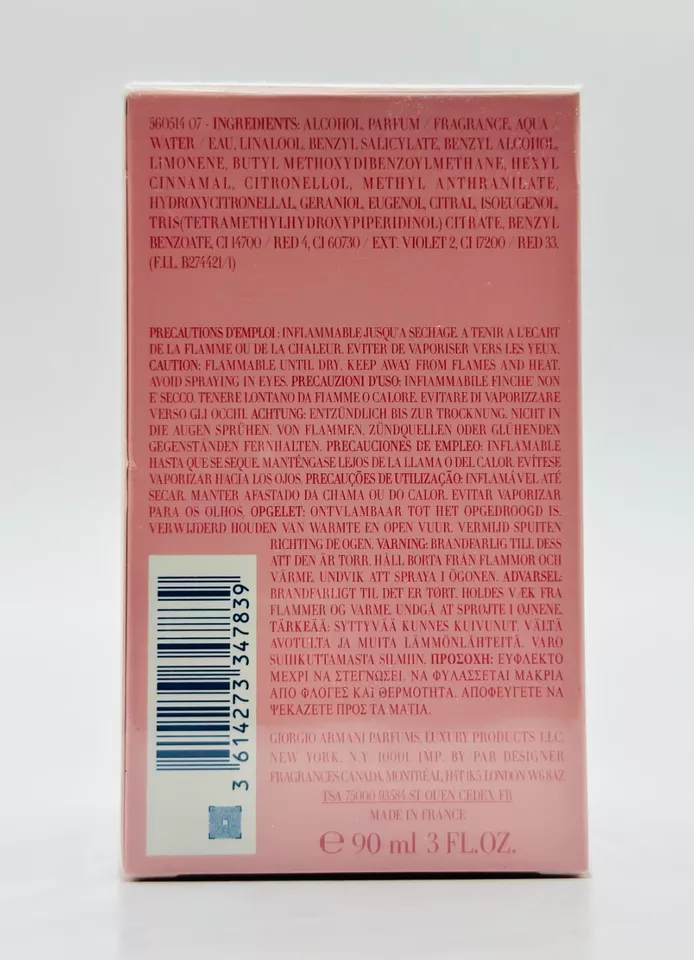 560514 07 - INGREDIENTS: ALCOHOL, PARFUM / FRAGRANCE, AQUA /
WATER / EAU, LINALOOL, BENZYL SALICYLATE, BENZYL ALCOHOL,
LIMONENE, BUTYL METHOXYDIBENZOYLMETHANE, HEXYL
CINNAMAL, CITRONELLOL, METHYL ANTHRANILATE,
HYDROXYCITRONELLAL, GERANIOL, EUGENOL, CITRAL, ISOEUGENOL,
TRIS(TETRAMETHYLHYDROXYPIPERIDINOL) CITRATE, BENZYL
BENZOATE, CI 14700 / RED 4, CI 60730 / EXT. VIOLET 2, CI 17200 / RED 33,
(F.I.L. B274421/1)
PRECAUTIONS D'EMPLOI : INFLAMMABLE JUSQU'A SECHAGE. A TENIR A L'ECART
DE LA FLAMME OU DE LA CHALEUR. EVITER DE VAPORISER VERS LES YEUX.
CAUTION: FLAMMABLE UNTIL DRY. KEEP AWAY FROM FLAMES AND HEAT.
AVOID SPRAYING IN EYES. PRECAUZIONI D'USO: INFIAMMABILE FINCHE' NON
E' SECCO. TENERE LONTANO DA FIAMME O CALORE. EVITARE DI VAPORIZZARE
VERSO GLI OCCHI. ACHTUNG: ENTZÜNDLICH BIS ZUR TROCKNUNG. NICHT IN
DIE AUGEN SPRÜHEN. VON FLAMMEN, ZÜNDQUELLEN ODER GLÜHENDEN
GEGENSTÄNDEN FERNHALTEN. PRECAUCIONES DE EMPLEO: INFLAMABLE
HASTA QUE SE SEQUE. MANTÉNGASE LEJOS DE LA LLAMA O DEL CALOR. EVÍTESE
VAPORIZAR HACIA LOS OJOS. PRECAUÇÕES DE UTILIZAÇÃO: INFLAMÁVEL ATÉ
SECAR. MANTER AFASTADO DA CHAMA OU DO CALOR. EVITAR VAPORIZAR
PARA OS OLHOS. OPGELET: ONTVLAMBAAR TOT HET OPGEDROOGD IS.
VERWIJDERD HOUDEN VAN WARMTE EN OPEN VUUR. VERMIJD SPUITEN
RICHTING DE OGEN. VARNING: BRANDFARLIG TILL DESS
ATT DEN ÄR TORR. HÅLL BORTA FRÅN FLAMMOR OCH
VÄRME. UNDVIK ATT SPRAYA I ÖGONEN. ADVARSEL:
BRANDFARLIGT TIL DET ER TØRT. HOLDES VÆK FRA
FLAMMER OG VARME. UNDGÅ AT SPRØJTE I ØJNENE.
TÄRKEÄÄ: SYTTYVÄÄ KUNNES KUIVUNUT. VÄLTÄ
AVOTULTA JA MUITA LÄMMÖNLÄHTEITÄ. VARO
SUIHKUTTAMASTA SILMIIN. ΠΡΟΣΟΧΗ: ΕΥΦΛΕΚΤΟ
ΜΕΧΡΙ ΝΑ ΣΤΕΓΝΩΣΕΙ. ΝΑ ΦΥΛΑΣΣΕΤΑΙ ΜΑΚΡΙΑ
ΑΠΟ ΦΛΟΓΕΣ ΚΑΙ ΘΕΡΜΟΤΗΤΑ. ΑΠΟΦΕΥΓΕΤΕ ΝΑ
ΨΕΚΑΖΕΤΕ ΠΡΟΣ ΤΑ ΜΑΤΙΑ.
GIORGIO ARMANI PARFUMS, LUXURY PRODUCTS LLC,
NEW YORK, N.Y. 10001. IMP. BY PAR DESIGNER
FRAGRANCES CANADA, MONTRÉAL, H4T 1K5 LONDON W6 8AZ
TSA 75000 93584 ST OUEN CEDEX FR
MADE IN FRANCE
℮ 90 ml 3 FL.OZ.
3 614273 347839